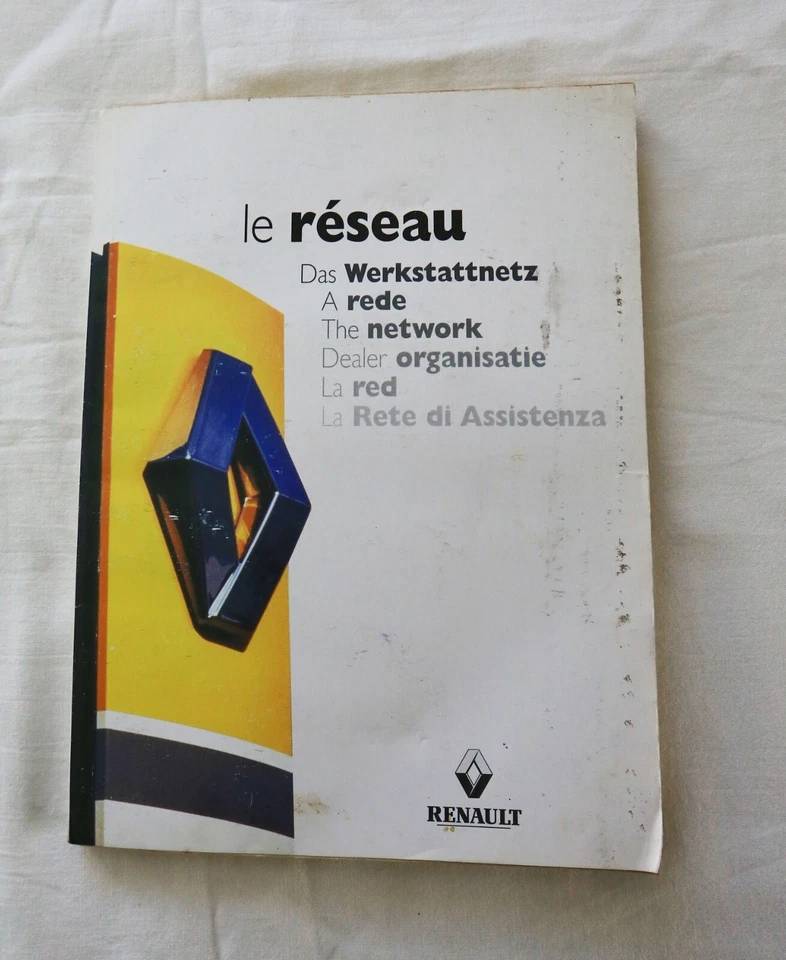 le réseau
Das Werkstattnetz
A rede
The network
Dealer organisatie
La red
La Rete di Assistenza
RENAULT